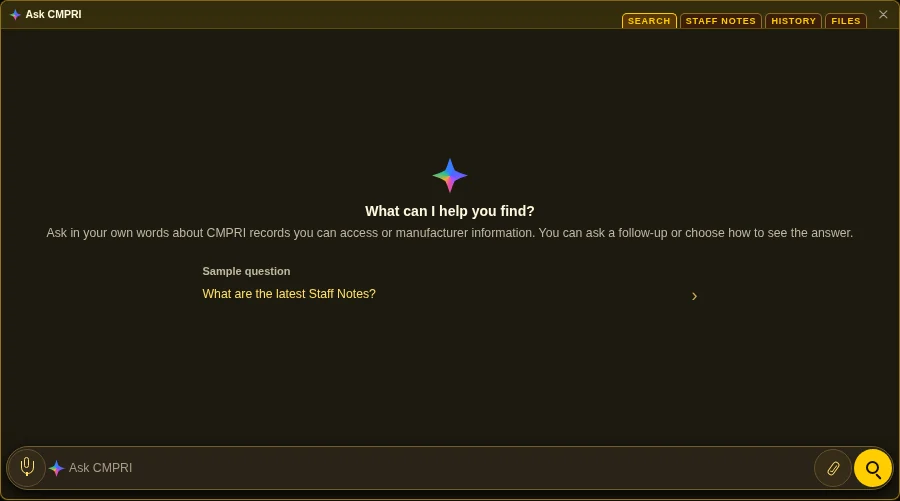 Ask CMPRI
SEARCH STAFF NOTES HISTORY FILES
What can I help you find?
Ask in your own words about CMPRI records you can access or manufacturer information. You can ask a follow-up or choose how to see the answer.
Sample question
What are the latest Staff Notes?
Ask CMPRI